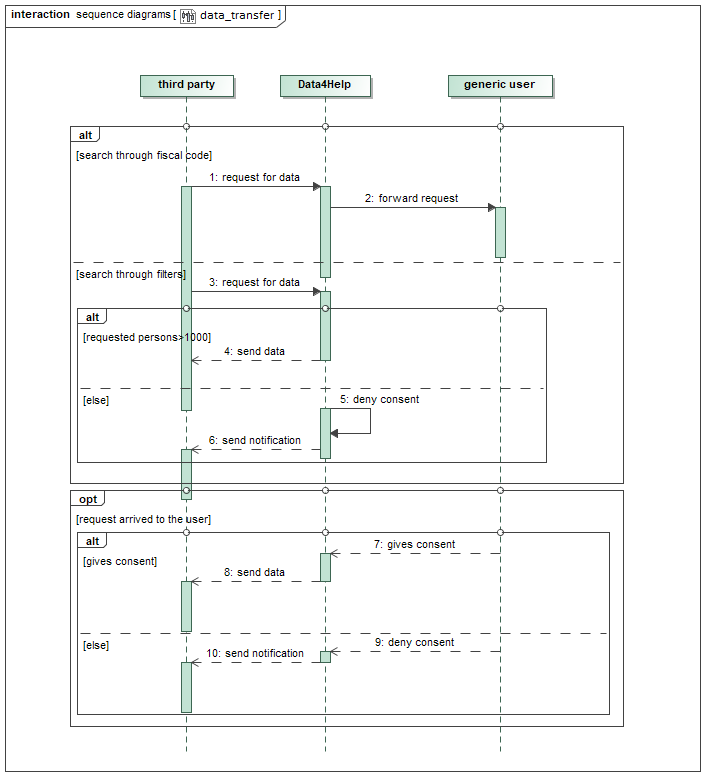 interaction sequence diagrams [ data_transfer ]
third party
Data4Help
generic user
alt
[search through fiscal code]
1: request for data
2: forward request
[search through filters]
3: request for data
alt
[requested persons>1000]
4: send data
[else]
5: deny consent
6: send notification
opt
[request arrived to the user]
alt
7: gives consent
[gives consent]
8: send data
[else]
9: deny consent
10: send notification